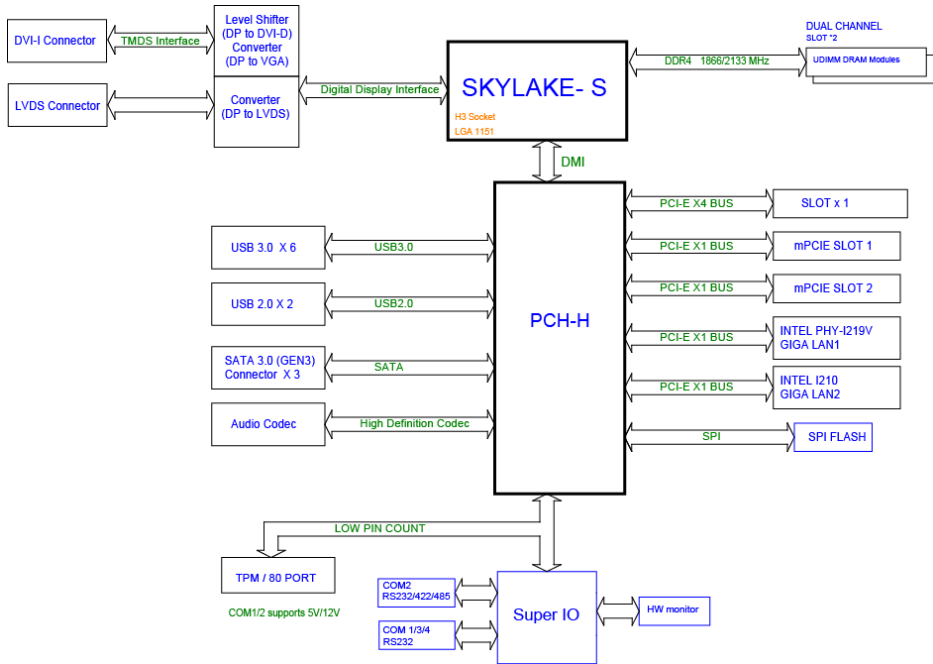 DVI-I Connector
TMDS Interface
Level Shifter
(DP to DVI-D)
Converter
(DP to VGA)
LVDS Connector
Converter
(DP to LVDS)
Digital Display Interface
SKYLAKE- S
H3 Socket
LGA 1151
DDR4 1866/2133 MHz
DUAL CHANNEL
SLOT *2
UDIMM DRAM Modules
DMI
PCH-H
USB 3.0 X 6
USB3.0
USB 2.0 X 2
USB2.0
SATA 3.0 (GEN3)
Connector X 3
SATA
Audio Codec
High Definition Codec
PCI-E X4 BUS
SLOT x 1
PCI-E X1 BUS
mPCIE SLOT 1
PCI-E X1 BUS
mPCIE SLOT 2
PCI-E X1 BUS
INTEL PHY-I219V
GIGA LAN1
PCI-E X1 BUS
INTEL I210
GIGA LAN2
SPI
SPI FLASH
LOW PIN COUNT
TPM / 80 PORT
COM1/2 supports 5V/12V
COM2
RS232/422/485
COM 1/3/4
RS232
Super IO
HW monitor